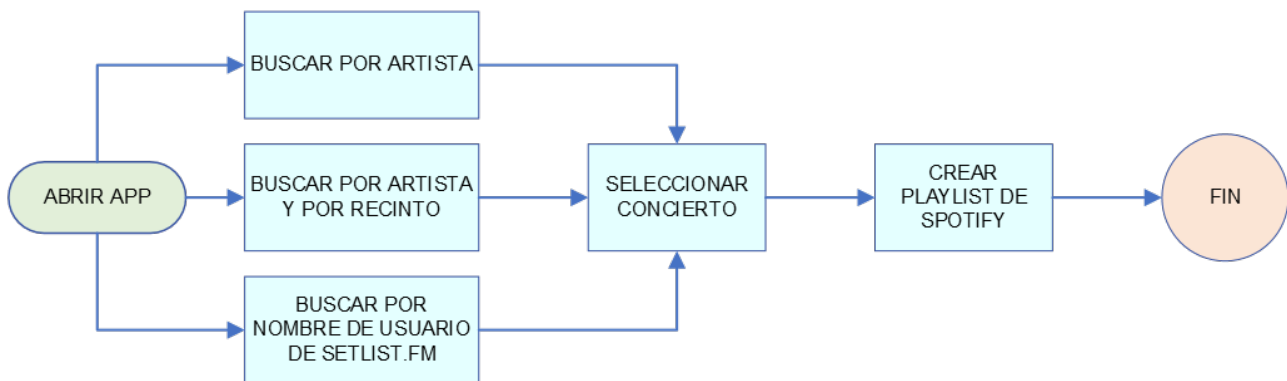 BUSCAR POR ARTISTA
ABRIR APP
BUSCAR POR ARTISTA
Y POR RECINTO
SELECCIONAR
CONCIERTO
CREAR
PLAYLIST DE
SPOTIFY
FIN
BUSCAR POR
NOMBRE DE USUARIO
DE SETLIST.FM